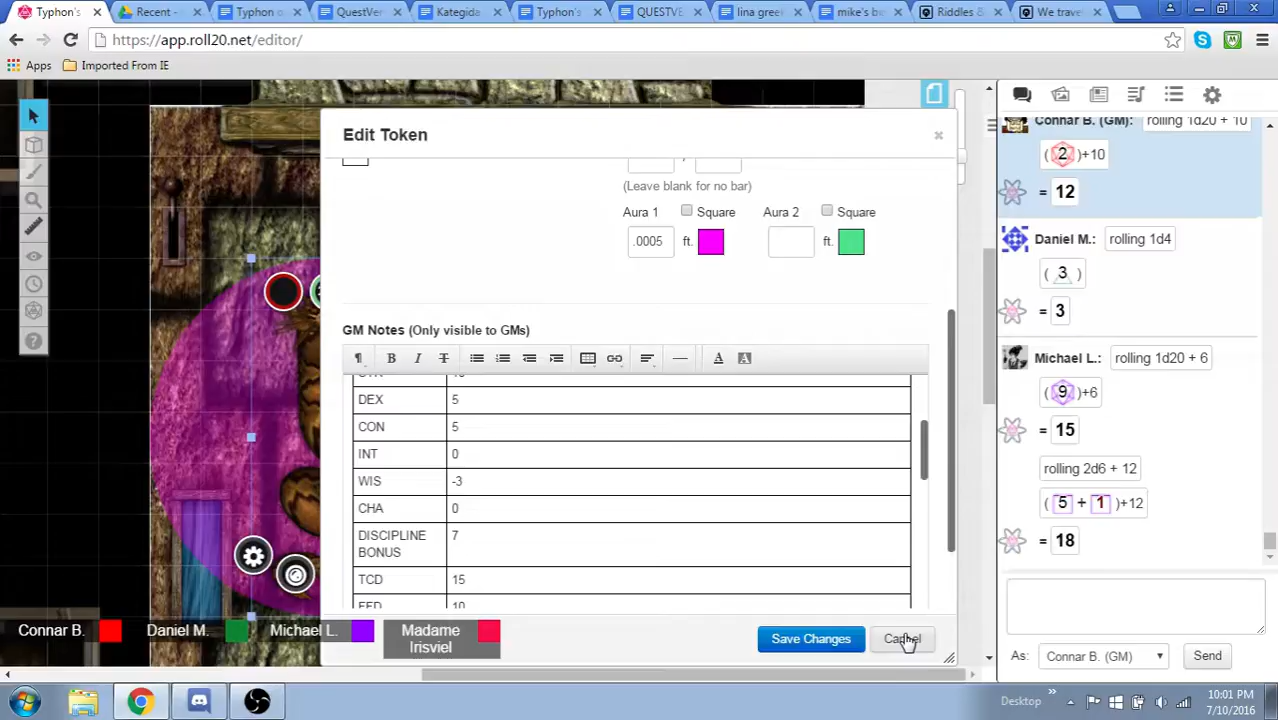 Typhon's
Recent -
Typhon o
QuestVer
Kategida
Typhon's
QUESTVE
lina greek
mike's be
Riddles &
We trave
https://app.roll20.net/editor/
Apps
Imported From IE
Edit Token
(Leave blank for no bar)
Aura 1
Square
Aura 2
Square
.0005
ft.
ft.
GM Notes (Only visible to GMs)
DEX
5
CON
5
INT
0
WIS
-3
CHA
0
DISCIPLINE
BONUS
7
TCD
15
10
Connar B.
Daniel M.
Michael L.
Madame
Irisviel
Save Changes
Cancel
Connar B. (GM):
rolling 1d20 + 10
(2)+10
= 12
Daniel M.:
rolling 1d4
(3)
= 3
Michael L.:
rolling 1d20 + 6
(9)+6
= 15
rolling 2d6 + 12
(5 + 1)+12
= 18
As:
Connar B. (GM)
Send
Desktop
10:01 PM
7/10/2016